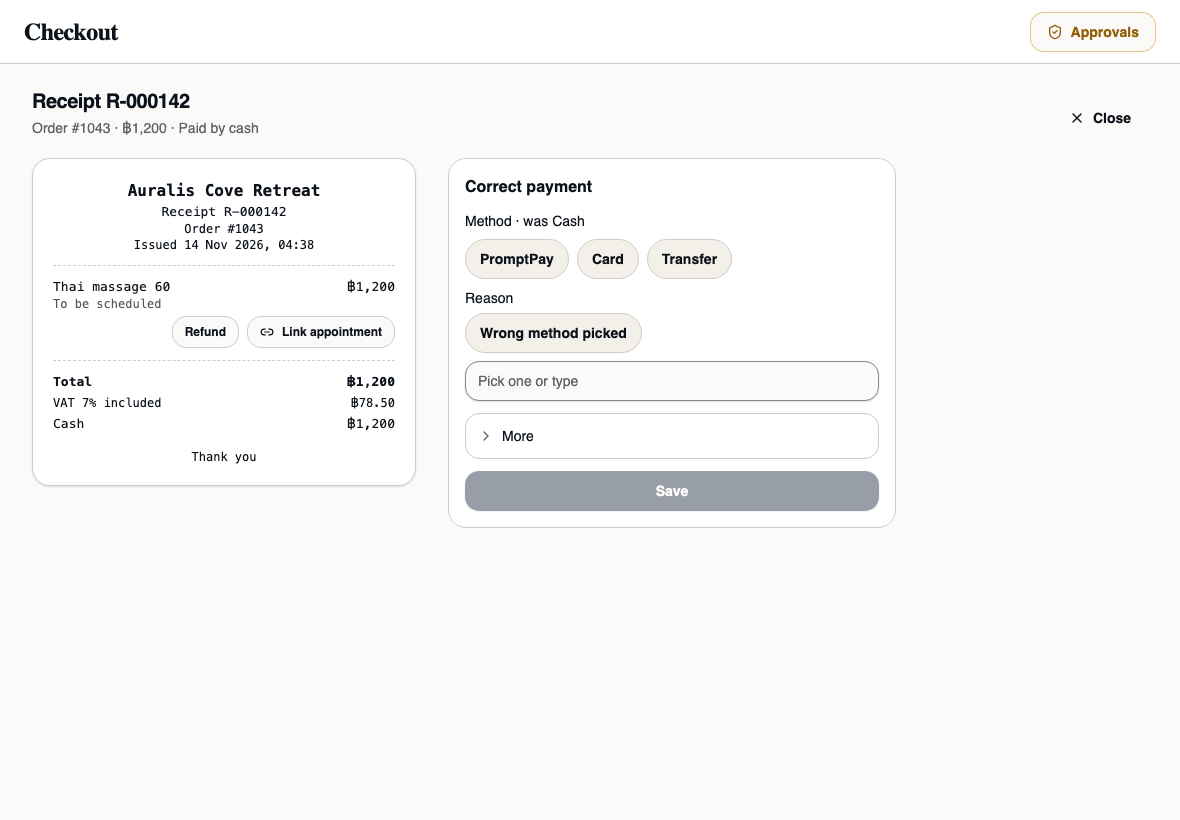 Checkout
Approvals
Receipt R-000142
Order #1043 · ฿1,200 · Paid by cash
Close
Auralis Cove Retreat
Receipt R-000142
Order #1043
Issued 14 Nov 2026, 04:38
Thai massage 60 ฿1,200
To be scheduled
Refund Link appointment
Total ฿1,200
VAT 7% included ฿78.50
Cash ฿1,200
Thank you
Correct payment
Method · was Cash
PromptPay Card Transfer
Reason
Wrong method picked
Pick one or type
More
Save